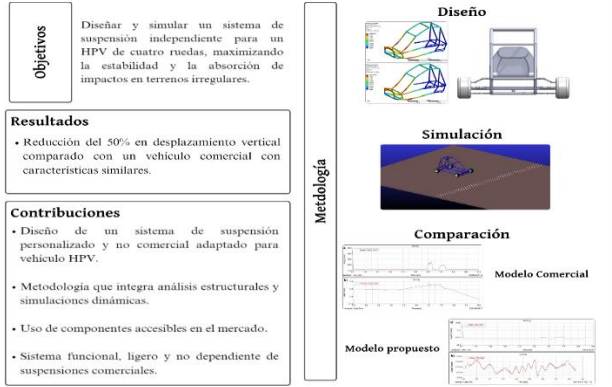 Objetivos
Diseñar y simular un sistema de
suspensión independiente para un
HPV de cuatro ruedas, maximizando
la estabilidad y la absorción de
impactos en terrenos irregulares.
Resultados
• Reducción del 50% en desplazamiento vertical
comparado con un vehículo comercial con
características similares.
Contribuciones
• Diseño de un sistema de suspensión
personalizado y no comercial adaptado para
vehículo HPV.
• Metodología que integra análisis estructurales y
simulaciones dinámicas.
• Uso de componentes accesibles en el mercado.
• Sistema funcional, ligero y no dependiente de
suspensiones comerciales.
Metdología
Diseño
Simulación
Comparación
Modelo Comercial
Modelo propuesto